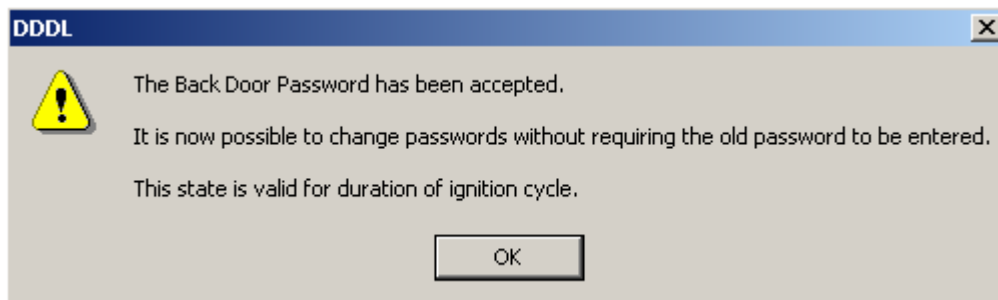 DDDL
The Back Door Password has been accepted.
It is now possible to change passwords without requiring the old password to be entered.
This state is valid for duration of ignition cycle.
OK